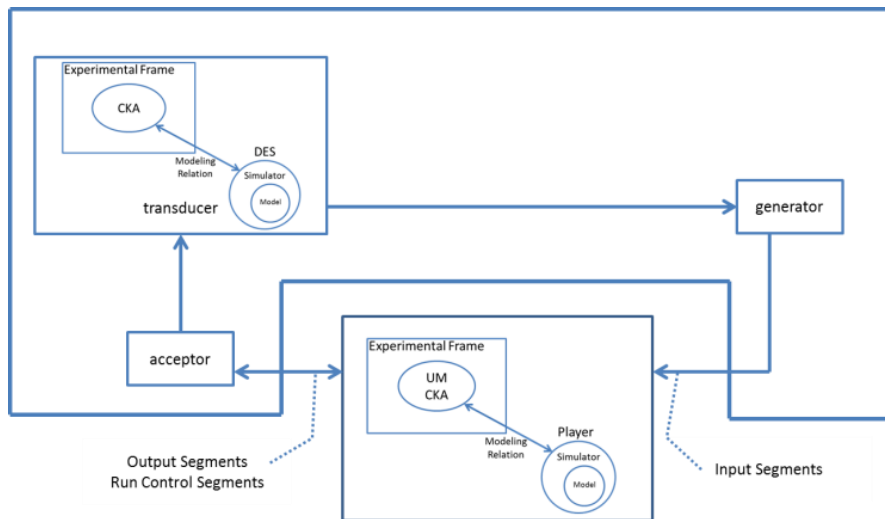 Experimental Frame
CKA
Modeling
Relation
DES
Simulator
Model
transducer
generator
acceptor
Experimental Frame
UM
CKA
Modeling
Relation
Player
Simulator
Model
Output Segments
Run Control Segments
Input Segments